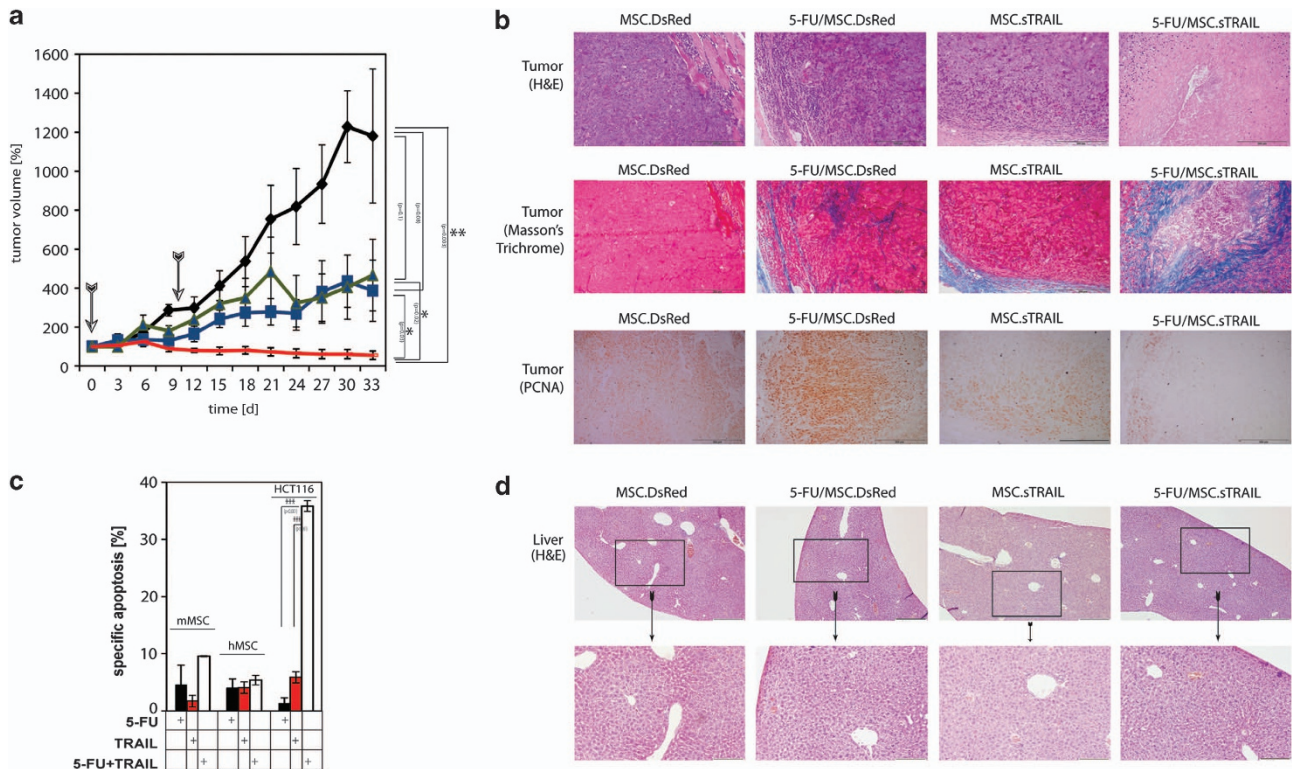 a
1600
1400
1200
1000
800
600
400
200
0
tumor volume [%]
0 3 6 9 12 15 18 21 24 27 30 33
time [d]
**
*
*
b
MSC.DsRed 5-FU/MSC.DsRed MSC.sTRAIL 5-FU/MSC.sTRAIL
Tumor
(H&E)
MSC.DsRed 5-FU/MSC.DsRed MSC.sTRAIL 5-FU/MSC.sTRAIL
Tumor
(Masson's
Trichrome)
MSC.DsRed 5-FU/MSC.DsRed MSC.sTRAIL 5-FU/MSC.sTRAIL
Tumor
(PCNA)
c
40
30
20
10
0
specific apoptosis [%]
HCT116
mMSC
hMSC
5-FU + + +
TRAIL + + +
5-FU+TRAIL + + +
d
MSC.DsRed 5-FU/MSC.DsRed MSC.sTRAIL 5-FU/MSC.sTRAIL
Liver
(H&E)